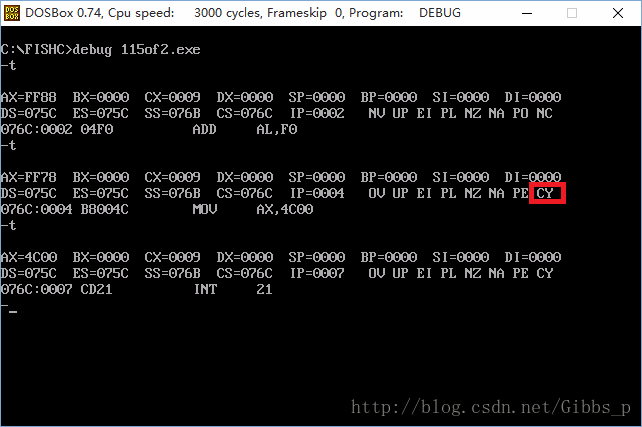 DOSBox 0.74, Cpu speed: 3000 cycles, Frameskip 0, Program: DEBUG
C:\FISHC>debug 115of2.exe
-t
AX=FF88 BX=0000 CX=0009 DX=0000 SP=0000 BP=0000 SI=0000 DI=0000
DS=075C ES=075C SS=076B CS=076C IP=0002 NV UP EI PL NZ NA PO NC
076C:0002 04F0 ADD AL,F0
-t
AX=FF78 BX=0000 CX=0009 DX=0000 SP=0000 BP=0000 SI=0000 DI=0000
DS=075C ES=075C SS=076B CS=076C IP=0004 OV UP EI PL NZ NA PE CY
076C:0004 B8004C MOV AX,4C00
-t
AX=4C00 BX=0000 CX=0009 DX=0000 SP=0000 BP=0000 SI=0000 DI=0000
DS=075C ES=075C SS=076B CS=076C IP=0007 OV UP EI PL NZ NA PE CY
076C:0007 CD21 INT 21
-_
http://blog.csdn.net/Gibbs_p